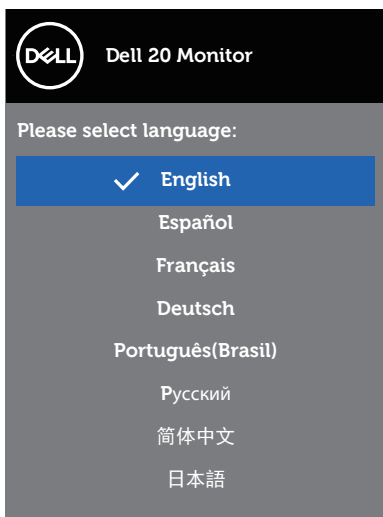 DELL Dell 20 Monitor
Please select language:
English
Español
Français
Deutsch
Português(Brasil)
Русский
简体中文
日本語